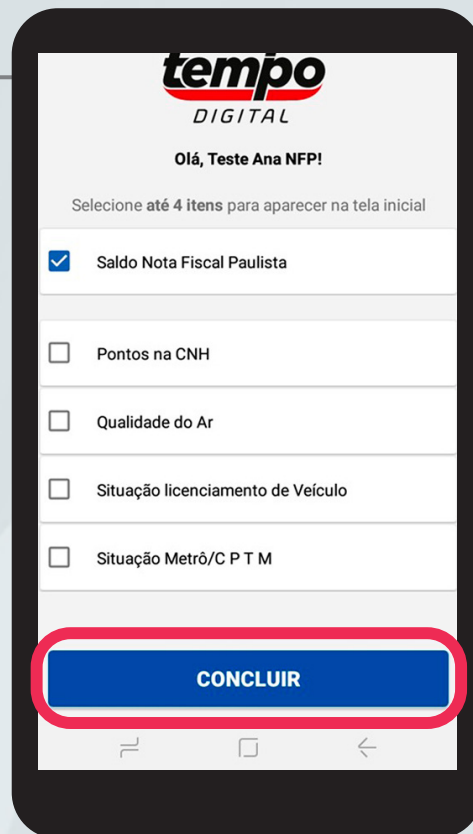 tempo
DIGITAL
Olá, Teste Ana NFP!
Selecione até 4 itens para aparecer na tela inicial
Saldo Nota Fiscal Paulista
Pontos na CNH
Qualidade do Ar
Situação licenciamento de Veículo
Situação Metrô/C P T M
CONCLUIR